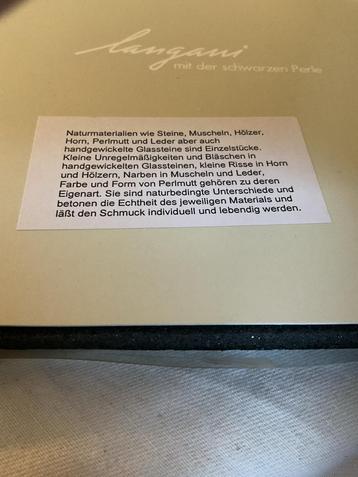 langani
mit der schwarzen Perle
Naturmaterialien wie Steine, Muscheln, Hölzer,
Horn, Perlmutt und Leder aber auch
handgewickelte Glassteine sind Einzelstücke.
Kleine Unregelmäßigkeiten und Bläschen in
handgewickelten Glassteinen, kleine Risse in Horn
und Hölzern, Narben in Muscheln und Leder,
Farbe und Form von Perlmutt gehören zu deren
Eigenart. Sie sind naturbedingte Unterschiede und
betonen die Echtheit des jeweiligen Materials und
läßt den Schmuck individuell und lebendig werden.